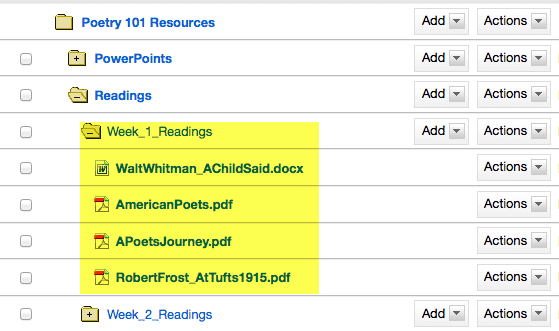 Poetry 101 Resources Add Actions
PowerPoints Add Actions
Readings Add Actions
Week_1_Readings Add Actions
WaltWhitman_AChildSaid.docx Actions
AmericanPoets.pdf Actions
APoetsJourney.pdf Actions
RobertFrost_AtTufts1915.pdf Actions
Week_2_Readings Add Actions